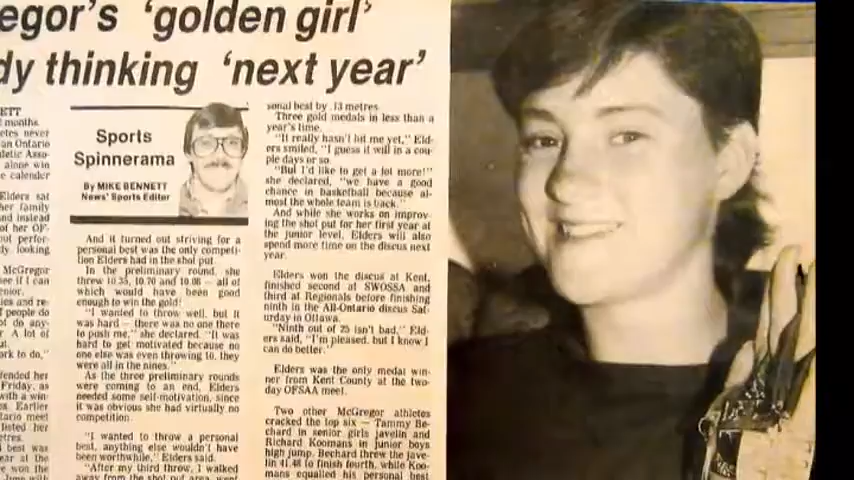 egor's 'golden girl'
dy thinking 'next year'
ETT
months
etes never
an Ontario
letic Asso-
alone win
e calender
Elders sat
her family
nd instead
of her OF-
out perfor-
ly looking
McGregor
see if I can
color.
ies and re-
f people do
t do any-
r. A lot of
ut.
ork to do,"
fended her
Friday, as
with a win-
s. Earlier
tario meet
listed her
etres.
l best was
ear at the
e won the
Sports
Spinnerama
By MIKE BENNETT
News' Sports Editor
And it turned out striving for a
personal best was the only competi-
tion Elders had in the shot put.
In the preliminary round, she
threw 10.35, 10.70 and 10.06 — all of
which would have been good
enough to win the gold.
"I wanted to throw well, but it
was hard — there was no one there
to push me," she declared. "It was
hard to get motivated because no
one else was even throwing 10, they
were all in the nines."
As the three preliminary rounds
were coming to an end, Elders
needed some self-motivation, since
it was obvious she had virtually no
competition.
"I wanted to throw a personal
best, anything else wouldn't have
been worthwhile," Elders said.
"After my third throw, I walked
away from the shot put area, went
sonal best by .13 metres.
Three gold medals in less than a
year's time.
"It really hasn't hit me yet," Eld-
ers smiled, "I guess it will in a cou-
ple days or so.
"But I'd like to get a lot more!"
she declared, "we have a good
chance in basketball because al-
most the whole team is back."
And while she works on improv-
ing the shot put for her first year at
the junior level, Elders will also
spend more time on the discus next
year.
Elders won the discus at Kent,
finished second at SWOSSA and
third at Regionals before finishing
ninth in the All-Ontario discus Sat-
urday in Ottawa.
"Ninth out of 25 isn't bad," Eld-
ers said, "I'm pleased, but I know I
can do better."
Elders was the only medal win-
ner from Kent County at the two-
day OFSAA meet.
Two other McGregor athletes
cracked the top six — Tammy Be-
chard in senior girls javelin and
Richard Koomans in junior boys
high jump. Bechard threw the jave-
lin 41.48 to finish fourth, while Koo-
mans equalled his personal best